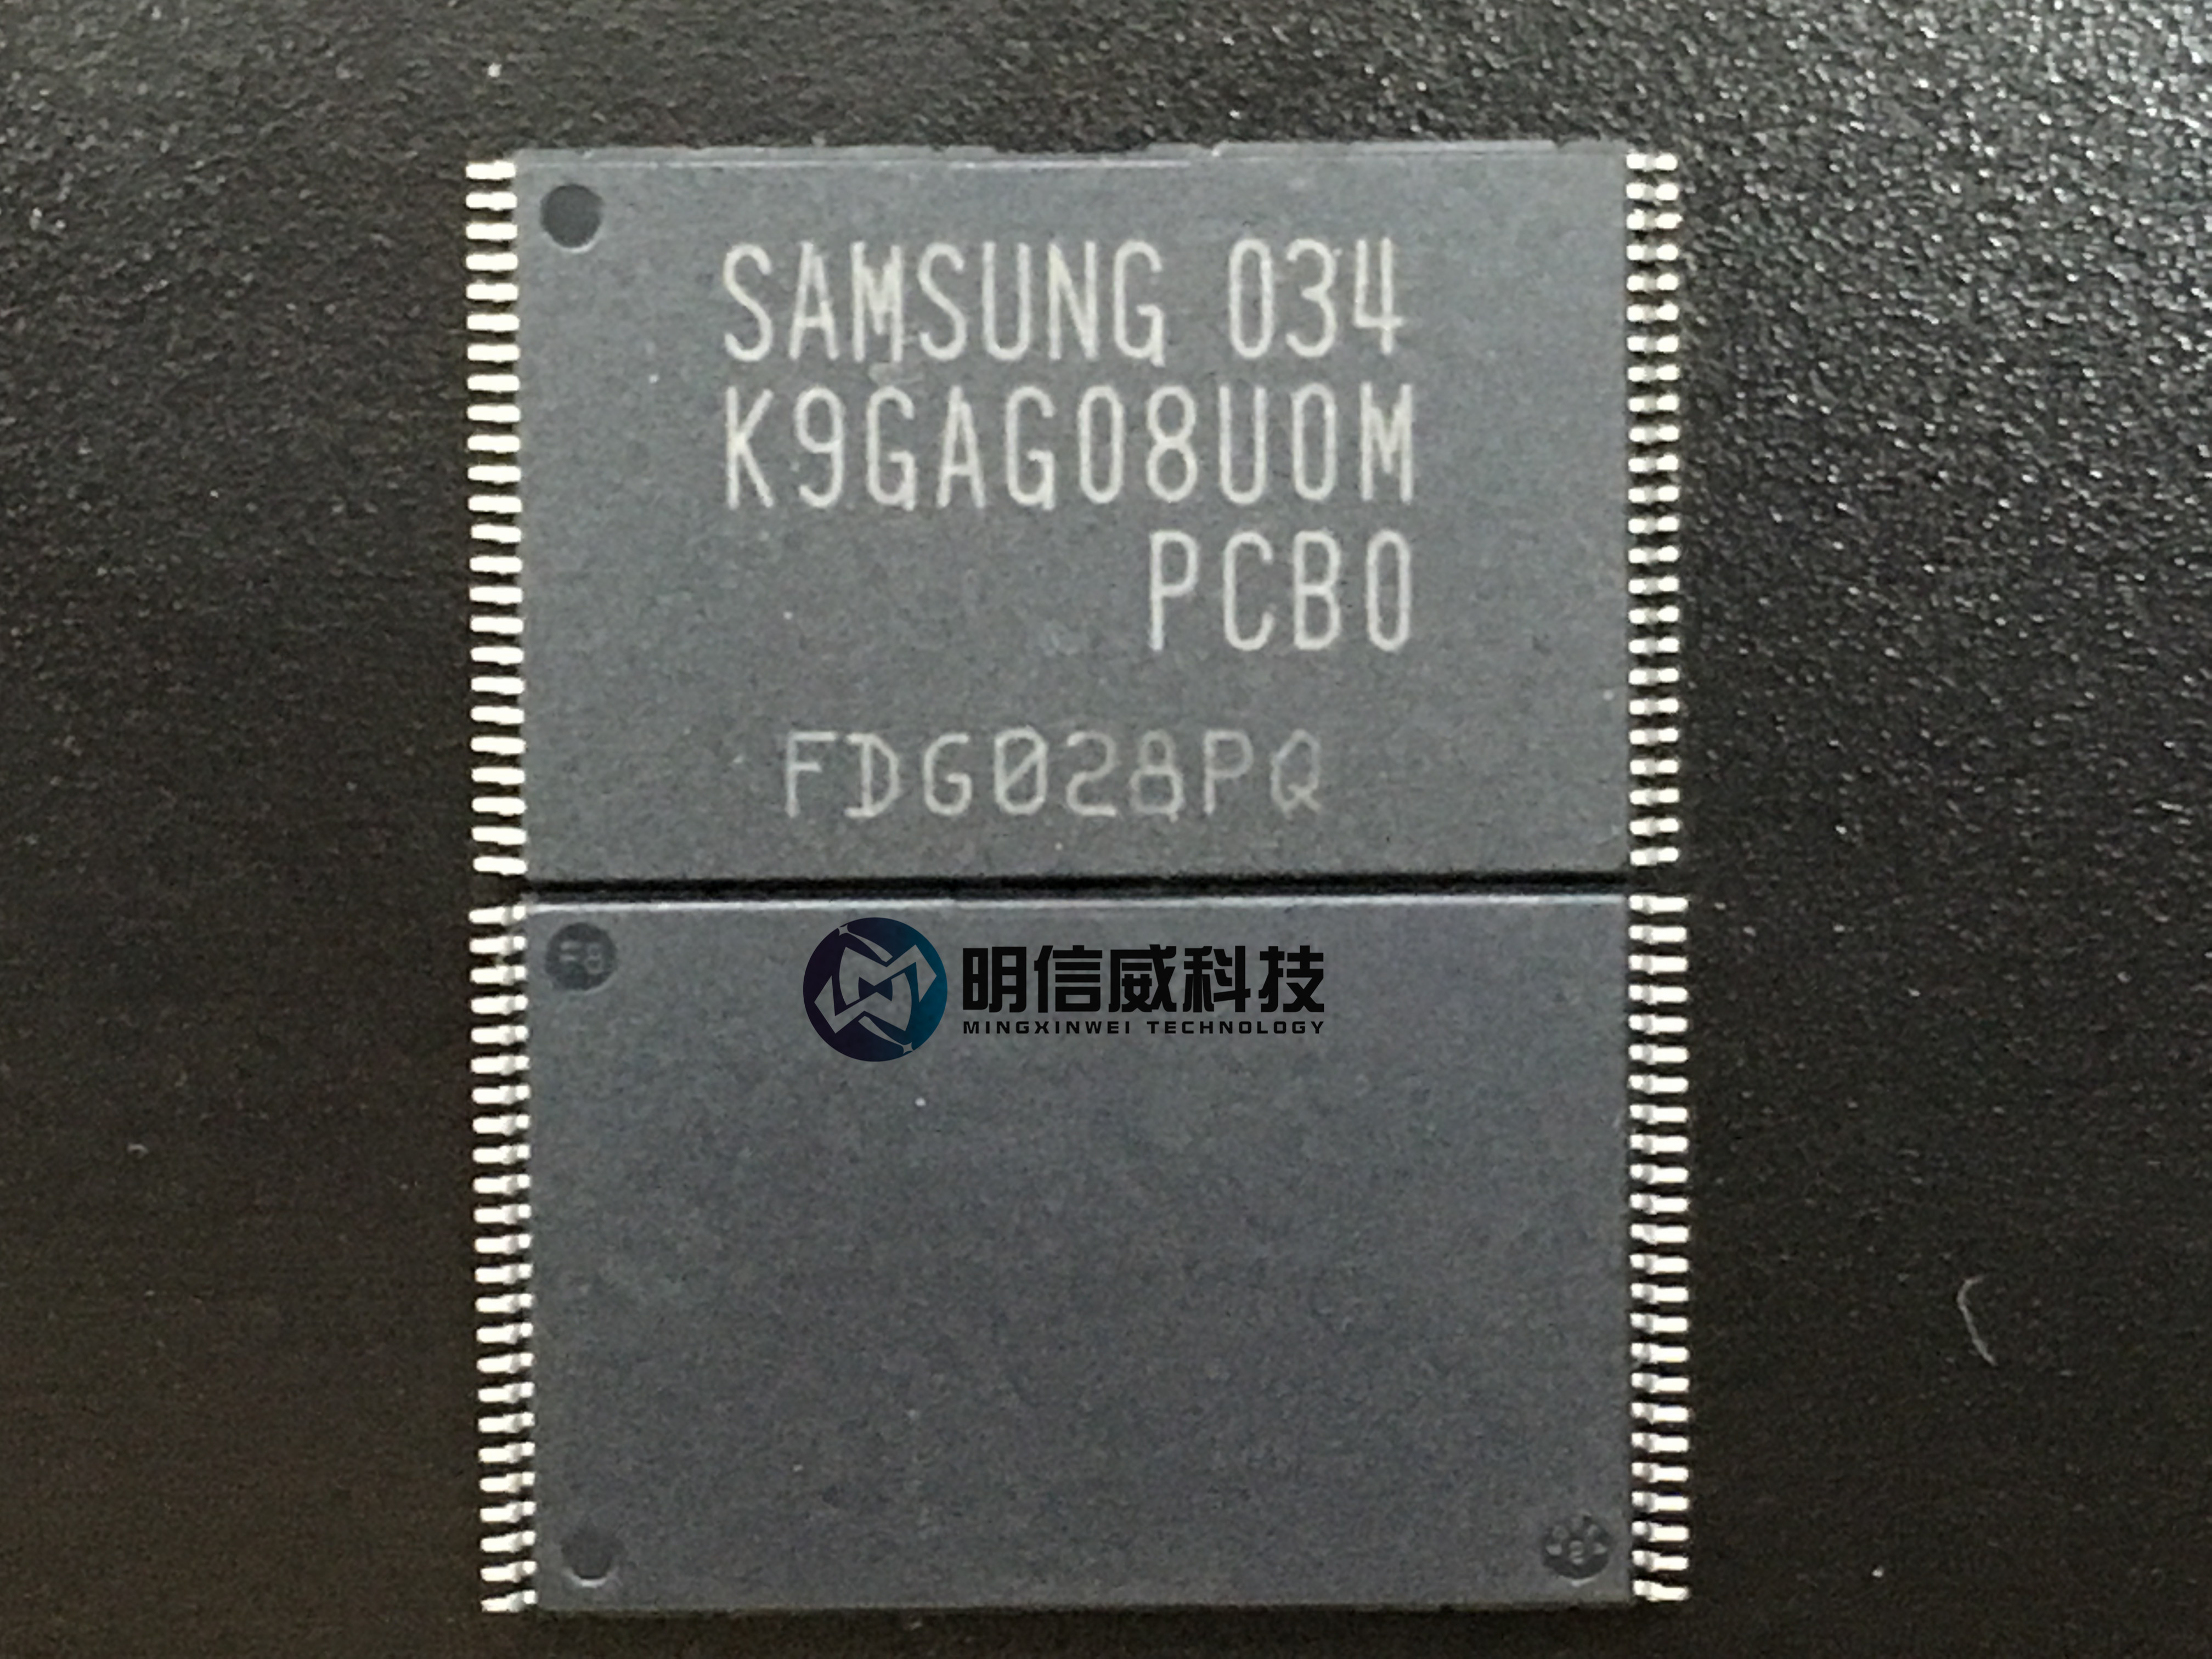 SAMSUNG 034
K9GAG08U0M
PCB0
FDG028PQ
明信威科技
MINGXINWEI TECHNOLOGY